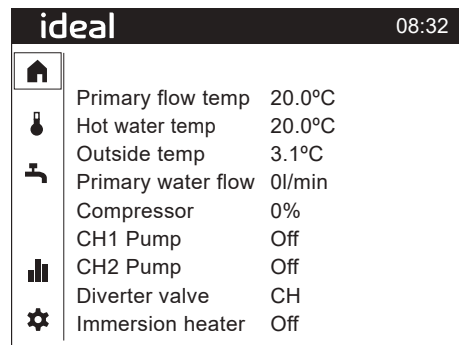 ideal 08:32
Primary flow temp 20.0ºC
Hot water temp 20.0ºC
Outside temp 3.1ºC
Primary water flow 0l/min
Compressor 0%
CH1 Pump Off
CH2 Pump Off
Diverter valve CH
Immersion heater Off